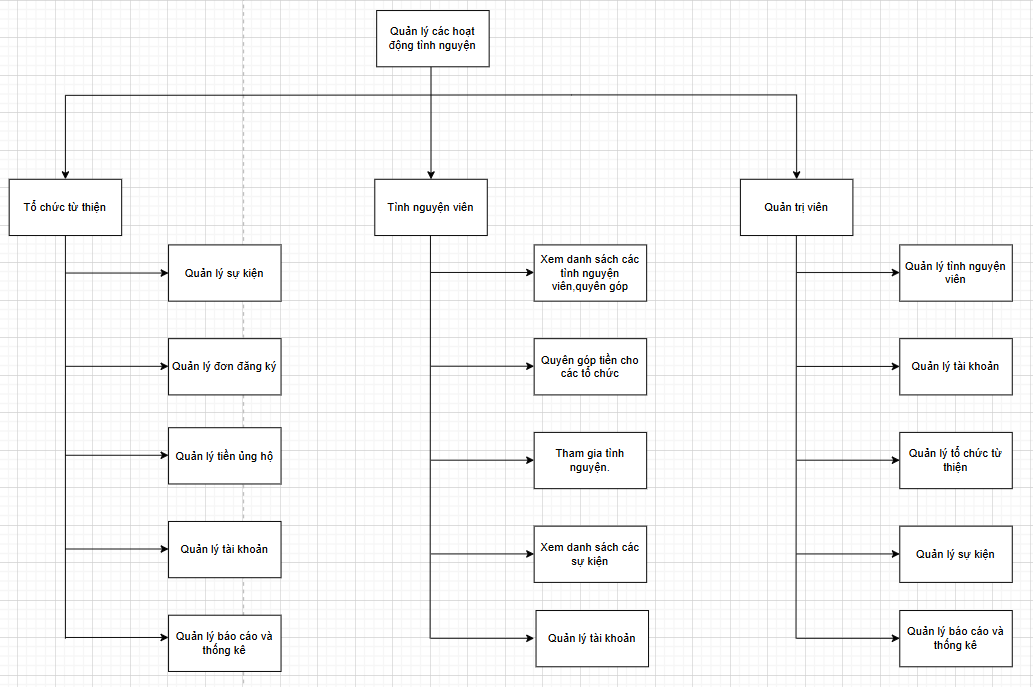 Quản lý các hoạt
động tình nguyện
Tổ chức từ thiện
Tình nguyện viên
Quản trị viên
Quản lý sự kiện
Quản lý đơn đăng ký
Quản lý tiền ủng hộ
Quản lý tài khoản
Quản lý báo cáo và
thống kê
Xem danh sách các
tình nguyện
viên,quyên góp
Quyên góp tiền cho
các tổ chức
Tham gia tình
nguyện.
Xem danh sách các
sự kiện
Quản lý tài khoản
Quản lý tình nguyện
viên
Quản lý tài khoản
Quản lý tổ chức từ
thiện
Quản lý sự kiện
Quản lý báo cáo và
thống kê